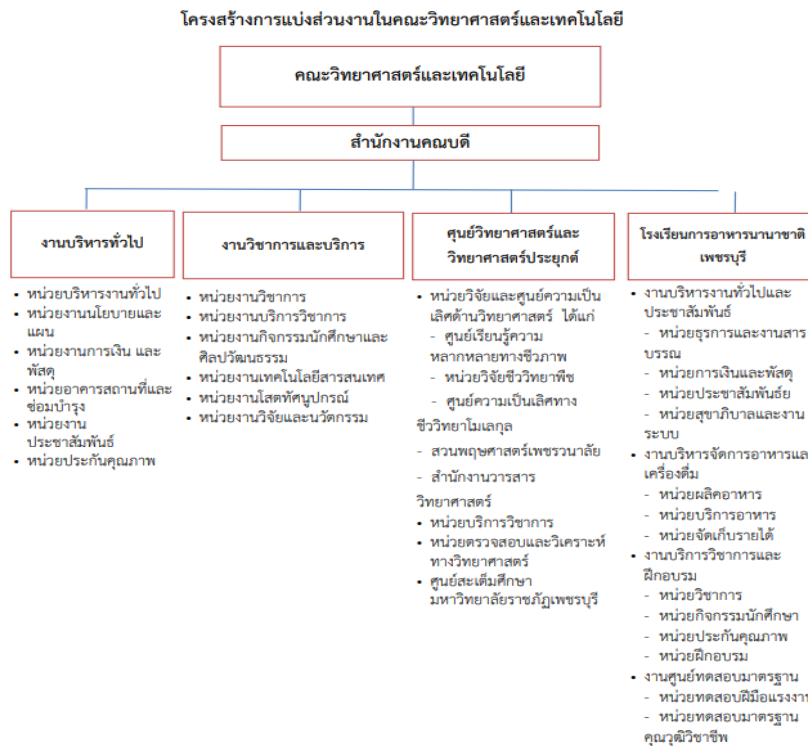 โครงสร้างการแบ่งส่วนงานในคณะวิทยาศาสตร์และเทคโนโลยี
คณะวิทยาศาสตร์และเทคโนโลยี
สำนักงานคณบดี
งานบริหารทั่วไป
• หน่วยบริหารงานทั่วไป
• หน่วยงานนโยบายและ
แผน
• หน่วยงานการเงิน และ
พัสดุ
• หน่วยอาคารสถานที่และ
ซ่อมบำรุง
• หน่วยงาน
ประชาสัมพันธ์
• หน่วยประกันคุณภาพ
งานวิชาการและบริการ
• หน่วยงานวิชาการ
• หน่วยงานบริการวิชาการ
• หน่วยงานกิจกรรมนักศึกษาและ
ศิลปวัฒนธรรม
• หน่วยงานเทคโนโลยีสารสนเทศ
• หน่วยงานโสตทัศนูปกรณ์
• หน่วยงานวิจัยและนวัตกรรม
ศูนย์วิทยาศาสตร์และ
วิทยาศาสตร์ประยุกต์
• หน่วยวิจัยและศูนย์ความเป็น
เลิศด้านวิทยาศาสตร์ ได้แก่
- ศูนย์เรียนรู้ความ
หลากหลายทางชีวภาพ
- หน่วยวิจัยชีววิทยาพืช
- ศูนย์ความเป็นเลิศทาง
ชีววิทยาโมเลกุล
- สวนพฤษศาสตร์เพชรวนาลัย
- สำนักงานวารสาร
วิทยาศาสตร์
• หน่วยบริการวิชาการ
• หน่วยตรวจสอบและวิเคราะห์
ทางวิทยาศาสตร์
• ศูนย์สะเต็มศึกษา
มหาวิทยาลัยราชภัฏเพชรบุรี
โรงเรียนการอาหารนานาชาติ
เพชรบุรี
• งานบริหารงานทั่วไปและ
ประชาสัมพันธ์
- หน่วยธุรการและงานสาร
บรรณ
- หน่วยการเงินและพัสดุ
- หน่วยประชาสัมพันธ์ย
- หน่วยสุขาภิบาลและงาน
ระบบ
• งานบริหารจัดการอาหารและ
เครื่องดื่ม
- หน่วยผลิคอาหาร
- หน่วยบริการอาหาร
- หน่วยจัดเก็บรายได้
• งานบริการวิชาการและ
ฝึกอบรม
- หน่วยวิชาการ
- หน่วยกิจกรรมนักศึกษา
- หน่วยประกันคุณภาพ
- หน่วยฝึกอบรม
• งานศูนย์ทดสอบมาตรฐาน
- หน่วยทดสอบฝีมือแรงงาน
- หน่วยทดสอบมาตรฐาน
คุณวุฒิวิชาชีพ